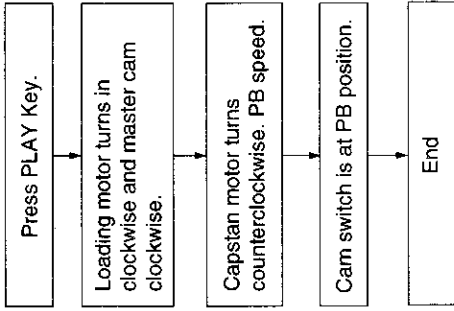 Press PLAY Key.
Loading motor turns in
clockwise and master cam
clockwise.
Capstan motor turns
counterclockwise. PB speed.
Cam switch is at PB position.
End